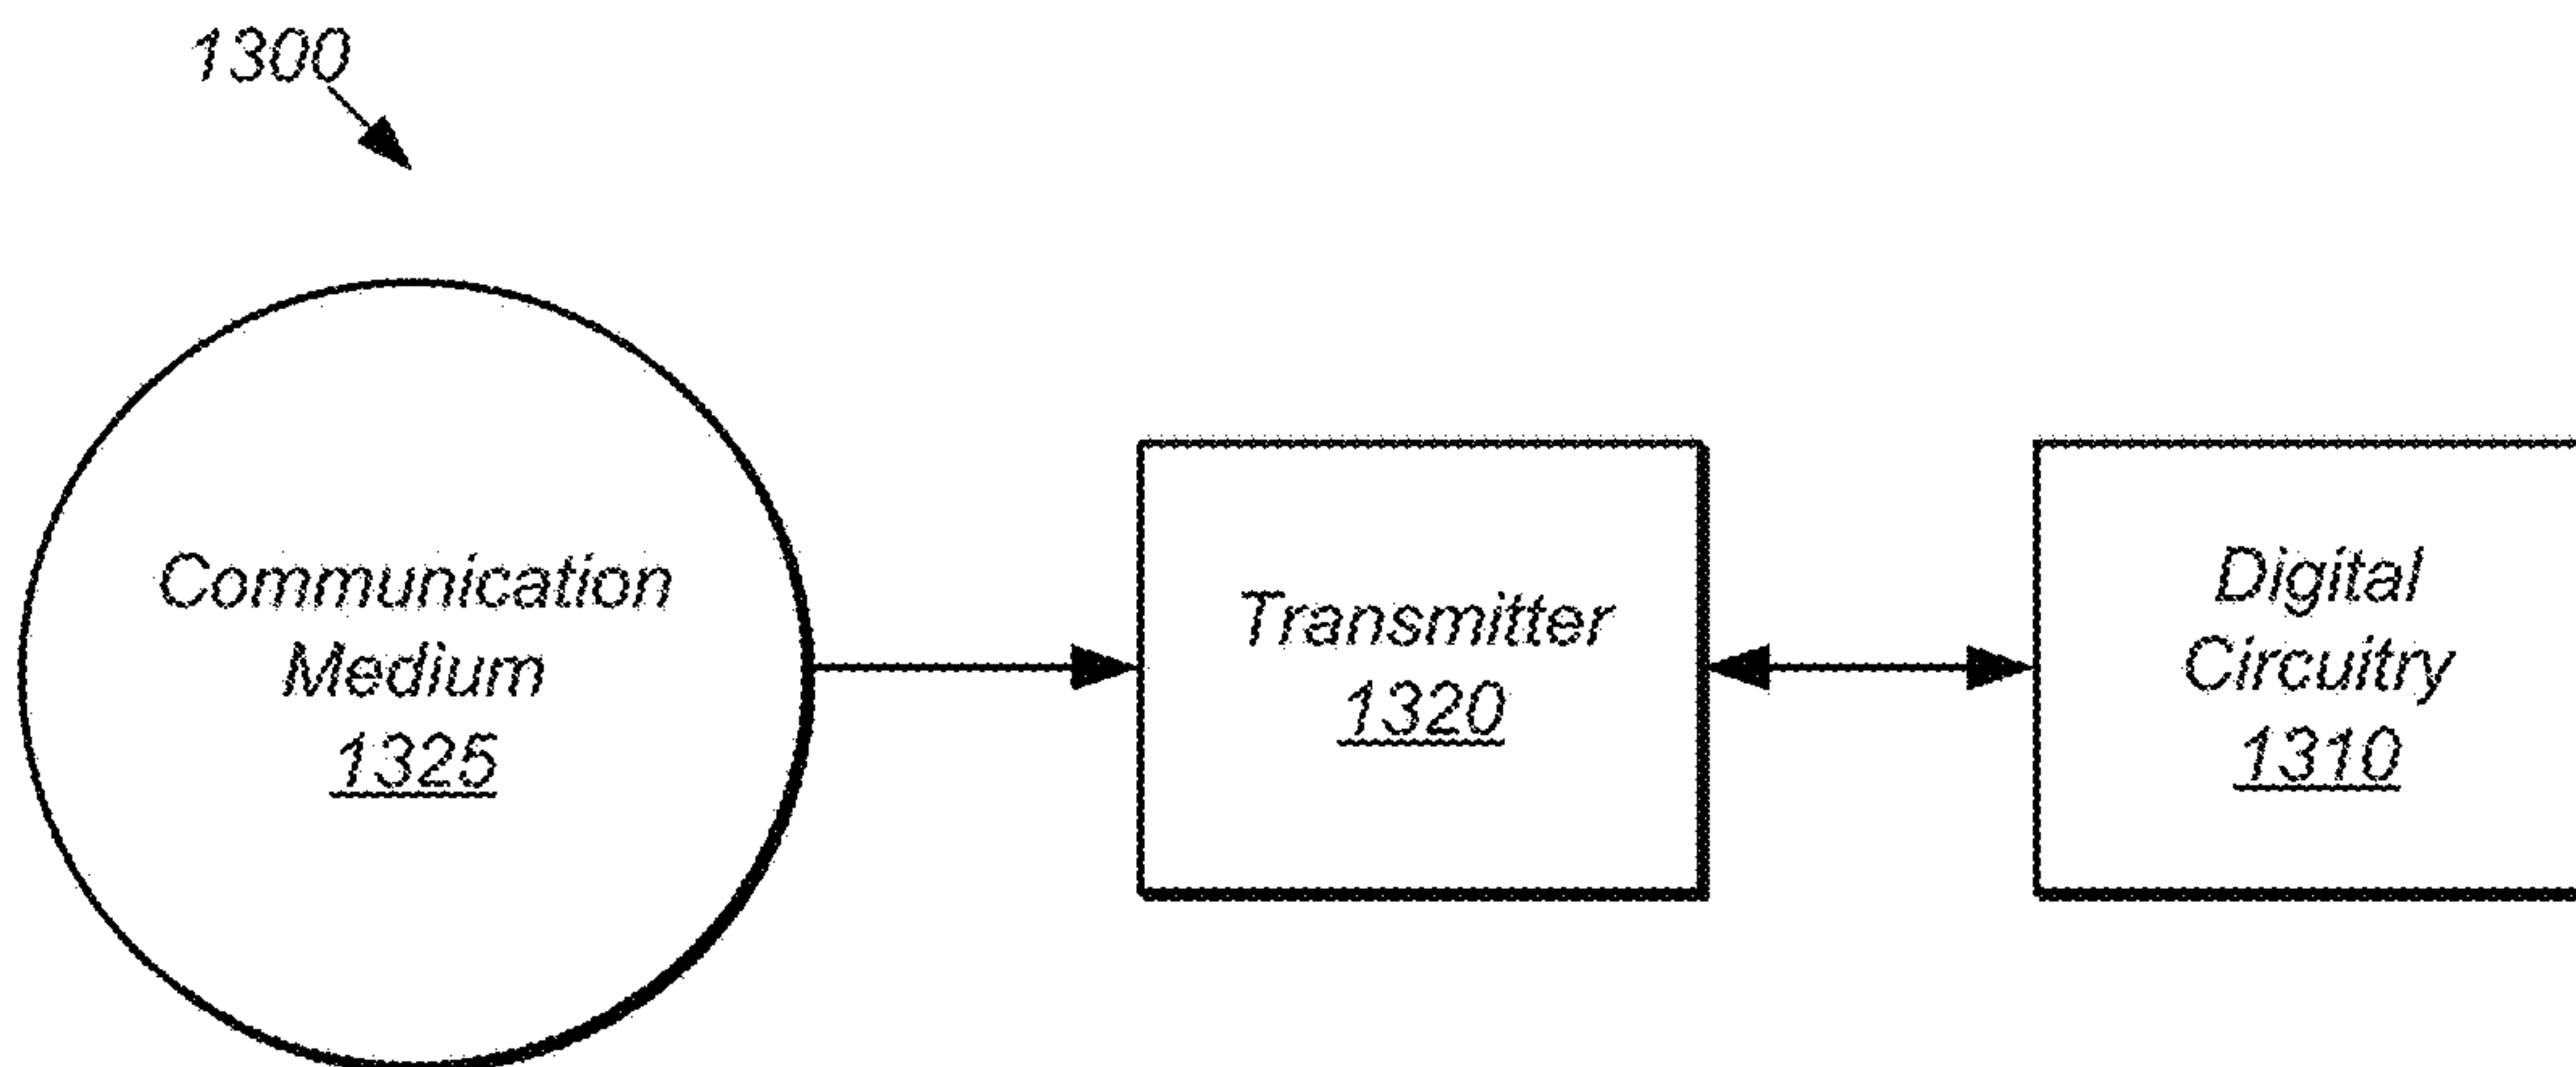 1300
Communication
Medium
1325
Transmitter
1320
Digital
Circuitry
1310